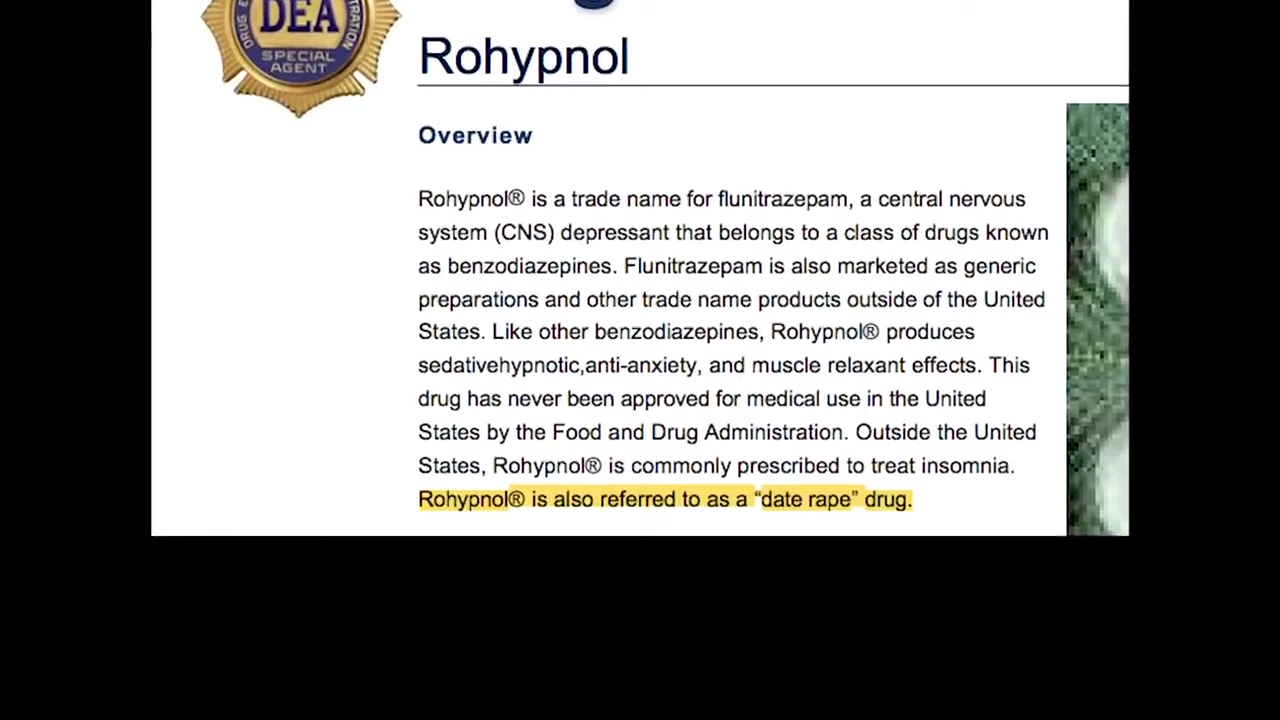 DEA
SPECIAL
AGENT
Rohypnol
Overview
Rohypnol® is a trade name for flunitrazepam, a central nervous
system (CNS) depressant that belongs to a class of drugs known
as benzodiazepines. Flunitrazepam is also marketed as generic
preparations and other trade name products outside of the United
States. Like other benzodiazepines, Rohypnol® produces
sedativehypnotic,anti-anxiety, and muscle relaxant effects. This
drug has never been approved for medical use in the United
States by the Food and Drug Administration. Outside the United
States, Rohypnol® is commonly prescribed to treat insomnia.
Rohypnol® is also referred to as a “date rape” drug.